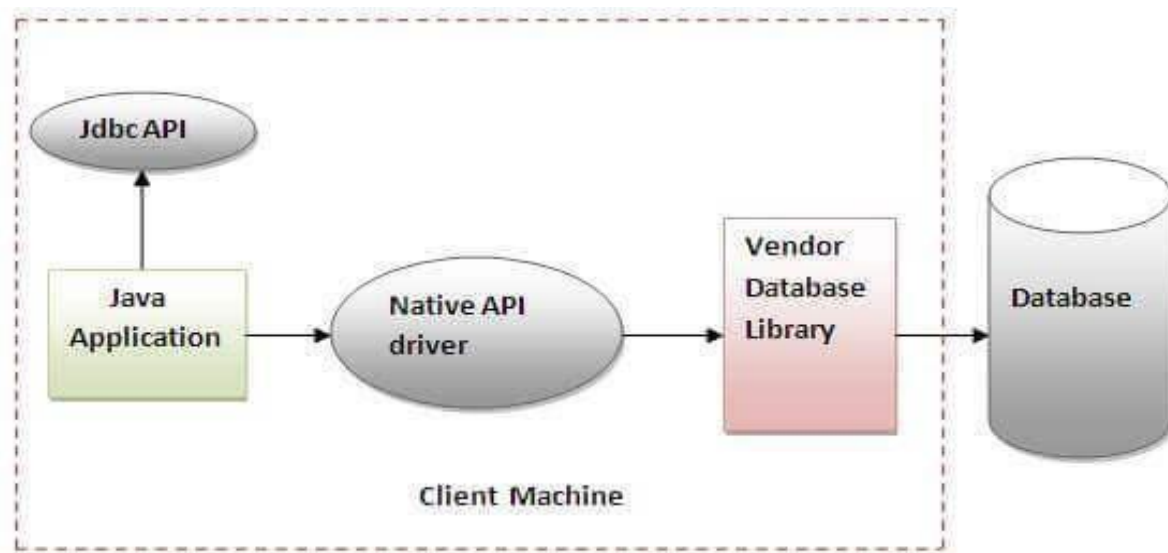 Jdbc API
Java
Application
Native API
driver
Vendor
Database
Library
Database
Client Machine